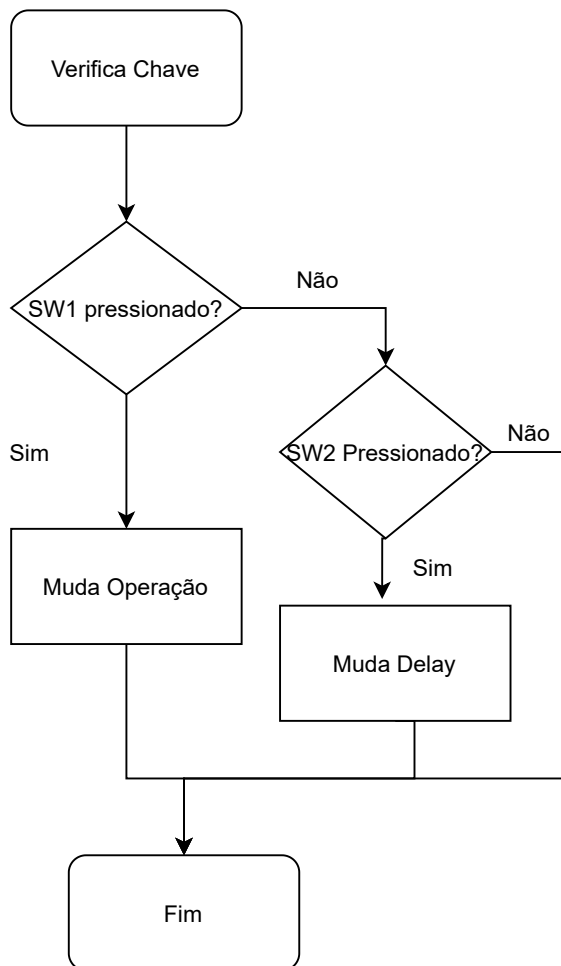 Verifica Chave
SW1 pressionado?
Não
Sim
SW2 Pressionado?
Não
Muda Operação
Sim
Muda Delay
Fim